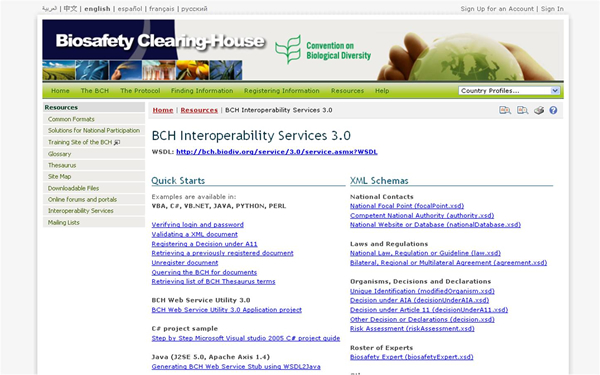 العربية | 中文 | english | español | français | русский
Sign Up for an Account | Sign In
Biosafety Clearing-House
Convention on
Biological Diversity
Home The BCH The Protocol Finding Information Registering Information Resources Help
Country Profiles...
Resources
Common Formats
Solutions for National Participation
Training Site of the BCH
Glossary
Thesaurus
Site Map
Downloadable Files
Online forums and portals
Interoperability Services
Mailing Lists
Home | Resources | BCH Interoperability Services 3.0
BCH Interoperability Services 3.0
WSDL: http://bch.biodiv.org/service/3.0/service.asmx?WSDL
Quick Starts
Examples are available in:
VBA, C#, VB.NET, JAVA, PYTHON, PERL
Verifying login and password
Validating a XML document
Registering a Decision under A11
Retrieving a previously registered document
Unregister document
Querying the BCH for documents
Retrieving list of BCH Thesaurus terms
BCH Web Service Utility 3.0
BCH Web Service Utility 3.0 Application project
C# project sample
Step by Step Microsoft Visual studio 2005 C# project guide
Java (J2SE 5.0, Apache Axis 1.4)
Generating BCH Web Service Stub using WSDL2Java
XML Schemas
National Contacts
National Focal Point (focalPoint.xsd)
Competent National Authority (authority.xsd)
National Website or Database (nationalDatabase.xsd)
Laws and Regulations
National Law, Regulation or Guideline (law.xsd)
Bilateral, Regional or Multilateral Agreement (agreement.xsd)
Organisms, Decisions and Declarations
Unique Identification (modifiedOrganism.xsd)
Decision under AIA (decisionUnderAIA.xsd)
Decision under Article 11 (decisionUnderA11.xsd)
Other Decision or Declarations (decision.xsd)
Risk Assessment (riskAssessment.xsd)
Roster of Experts
Biosafety Expert (biosafetyExpert.xsd)